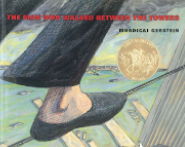 THE MAN WHO WALKED BETWEEN THE TOWERS
MORDICAI GERSTEIN